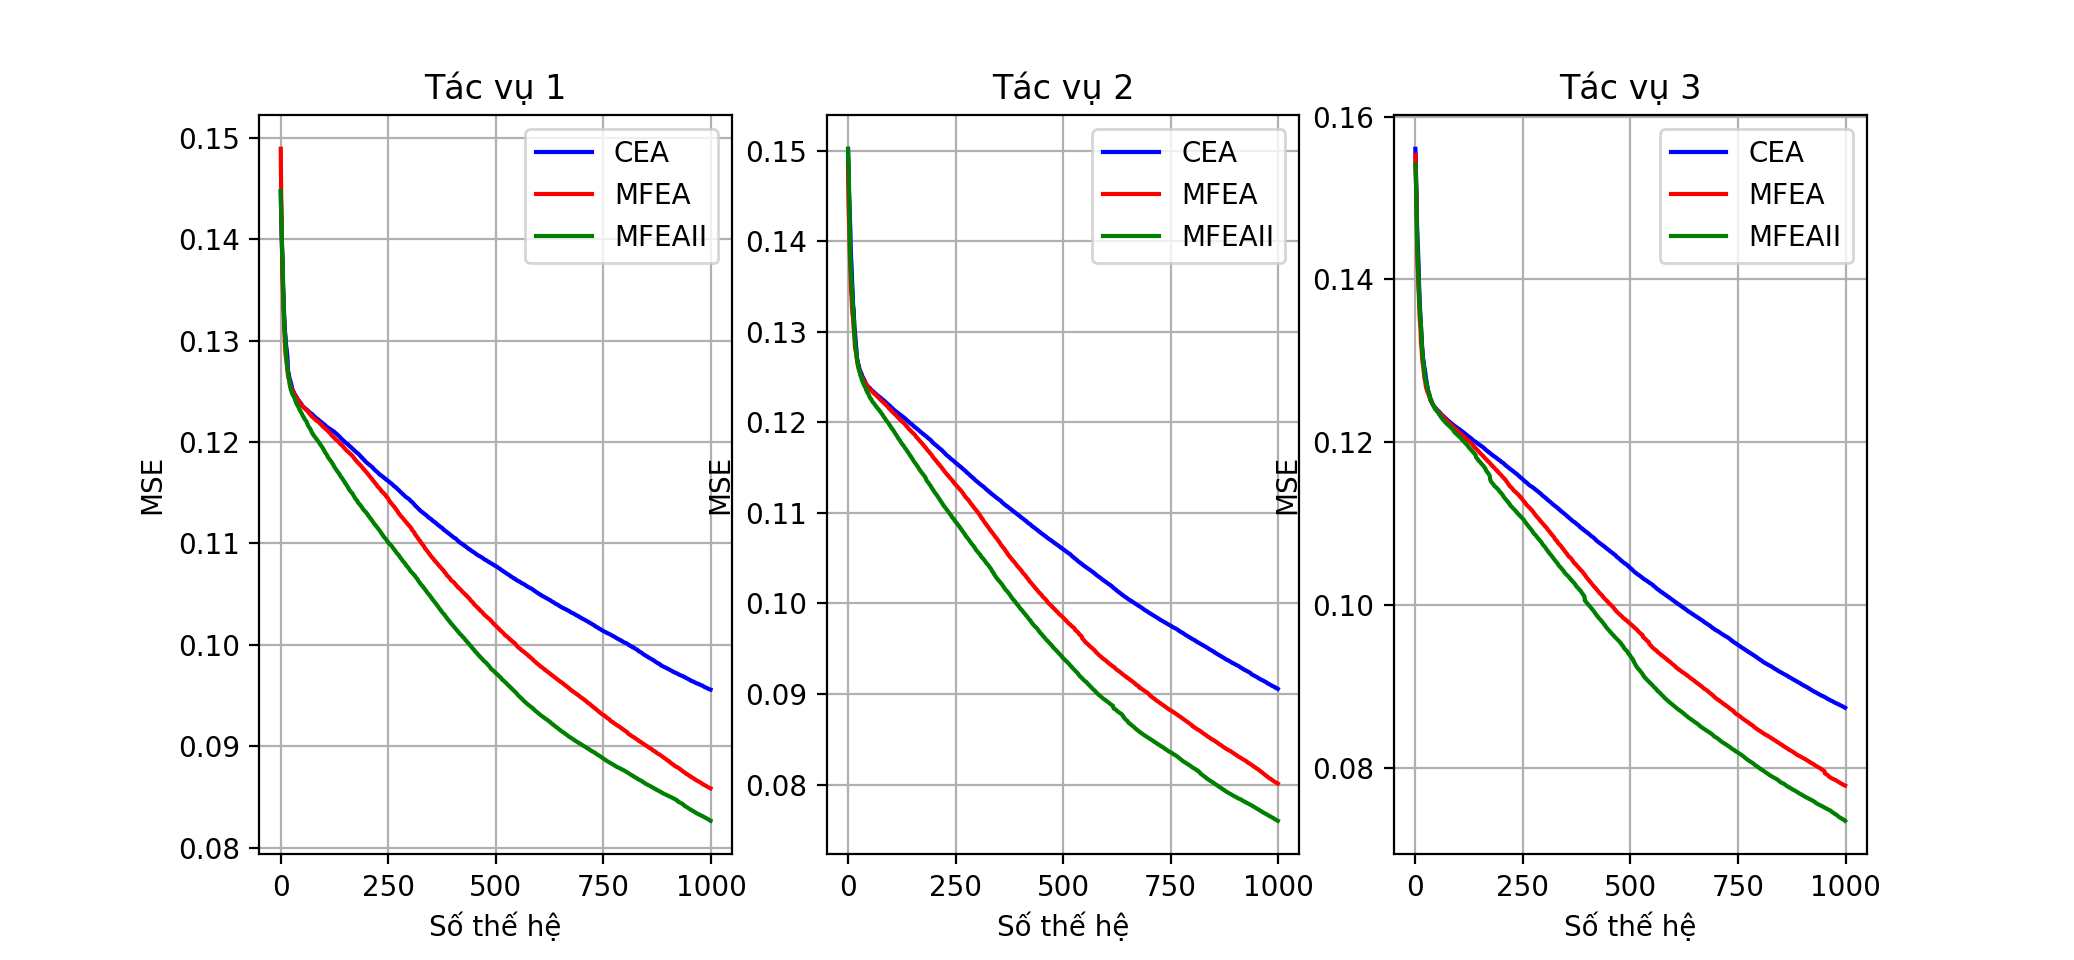 Tác vụ 1
0.15
0.14
0.13
0.12
0.11
0.10
0.09
0.08
MSE
CEA
MFEA
MFEAII
0 250 500 750 1000
Số thế hệ
Tác vụ 2
0.15
0.14
0.13
0.12
0.11
0.10
0.09
0.08
MSE
CEA
MFEA
MFEAII
0 250 500 750 1000
Số thế hệ
Tác vụ 3
0.16
0.14
0.12
0.10
0.08
MSE
CEA
MFEA
MFEAII
0 250 500 750 1000
Số thế hệ